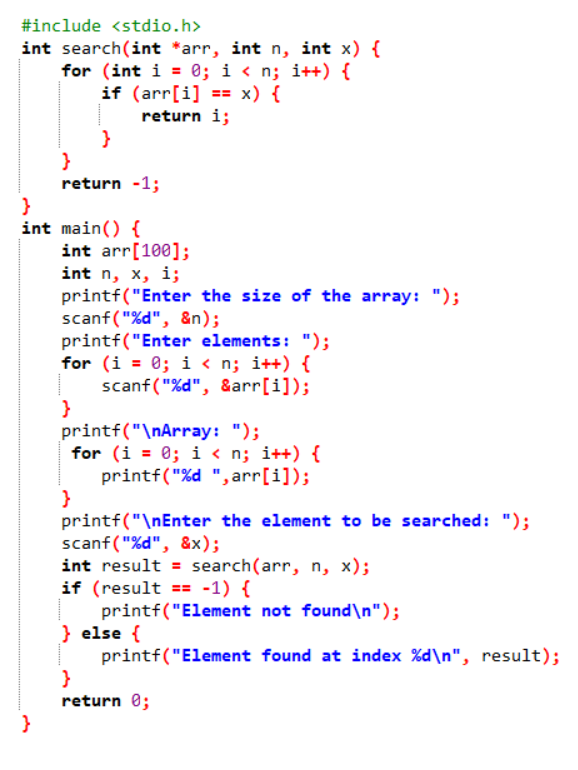 #include <stdio.h>
int search(int *arr, int n, int x) {
    for (int i = 0; i < n; i++) {
        if (arr[i] == x) {
            return i;
        }
    }
    return -1;
}
int main() {
    int arr[100];
    int n, x, i;
    printf("Enter the size of the array: ");
    scanf("%d", &n);
    printf("Enter elements: ");
    for (i = 0; i < n; i++) {
        scanf("%d", &arr[i]);
    }
    printf("\nArray: ");
     for (i = 0; i < n; i++) {
        printf("%d ",arr[i]);
    }
    printf("\nEnter the element to be searched: ");
    scanf("%d", &x);
    int result = search(arr, n, x);
    if (result == -1) {
        printf("Element not found\n");
    } else {
        printf("Element found at index %d\n", result);
    }
    return 0;
}